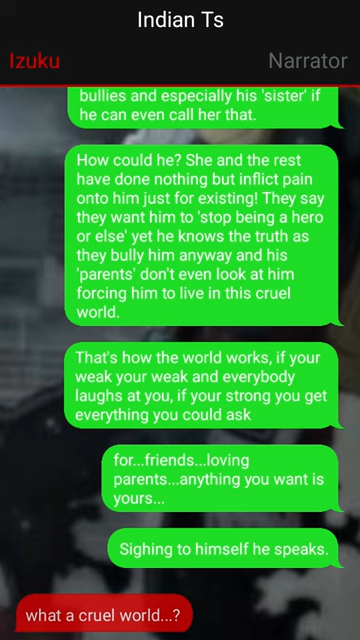 Indian Ts
Izuku
Narrator
bullies and especially his 'sister' if
he can even call her that.
How could he? She and the rest
have done nothing but inflict pain
onto him just for existing! They say
they want him to 'stop being a hero
or else' yet he knows the truth as
they bully him anyway and his
'parents' don't even look at him
forcing him to live in this cruel
world.
That's how the world works, if your
weak your weak and everybody
laughs at you, if your strong you get
everything you could ask
for...friends...loving
parents...anything you want is
yours...
Sighing to himself he speaks.
what a cruel world...?